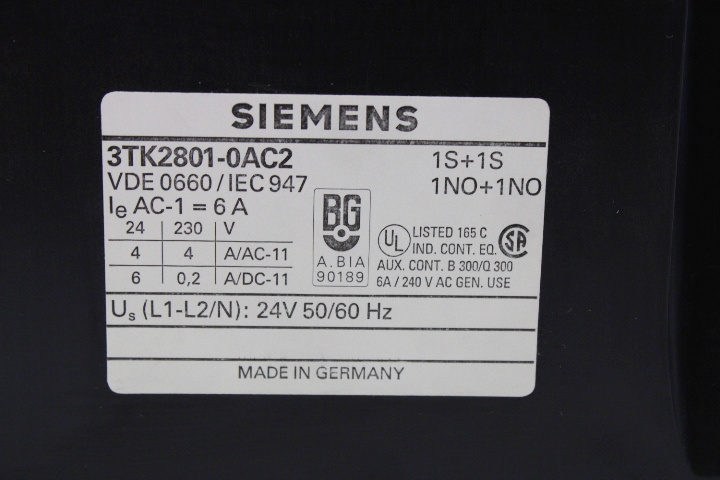 SIEMENS
3TK2801-0AC2
1S+1S
VDE 0660/IEC 947
1NO+1NO
Ie AC-1 = 6 A
24 230 V
4 4 A/AC-11
6 0,2 A/DC-11
BG
A.BIA
90189
UL LISTED 165 C
IND. CONT. EQ. SA
AUX. CONT. B 300/Q 300
6A / 240 V AC GEN. USE
Us (L1-L2/N): 24V 50/60 Hz
MADE IN GERMANY